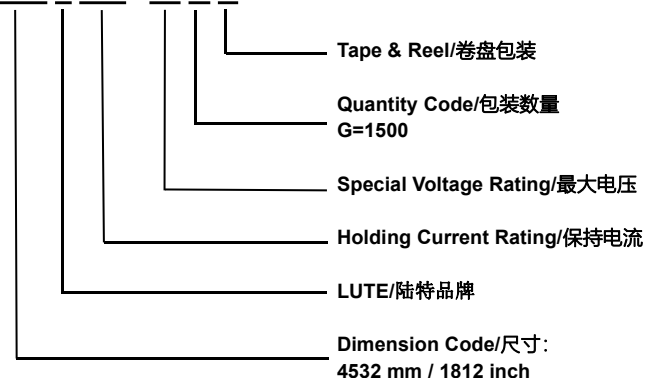 Tape & Reel/卷盘包装
Quantity Code/包装数量
G=1500
Special Voltage Rating/最大电压
Holding Current Rating/保持电流
LUTE/陆特品牌
Dimension Code/尺寸：
4532 mm / 1812 inch